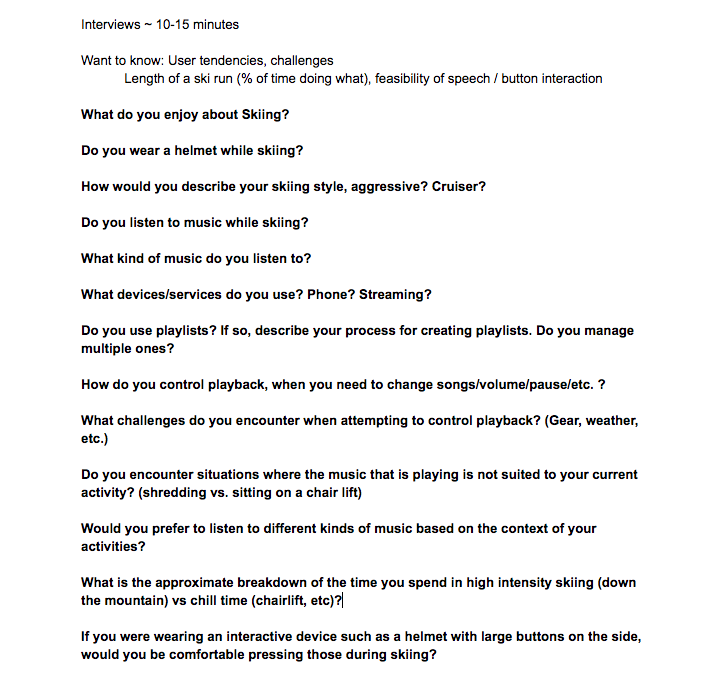 Interviews ~ 10-15 minutes
Want to know: User tendencies, challenges
Length of a ski run (% of time doing what), feasibility of speech / button interaction
What do you enjoy about Skiing?
Do you wear a helmet while skiing?
How would you describe your skiing style, aggressive? Cruiser?
Do you listen to music while skiing?
What kind of music do you listen to?
What devices/services do you use? Phone? Streaming?
Do you use playlists? If so, describe your process for creating playlists. Do you manage
multiple ones?
How do you control playback, when you need to change songs/volume/pause/etc. ?
What challenges do you encounter when attempting to control playback? (Gear, weather,
etc.)
Do you encounter situations where the music that is playing is not suited to your current
activity? (shredding vs. sitting on a chair lift)
Would you prefer to listen to different kinds of music based on the context of your
activities?
What is the approximate breakdown of the time you spend in high intensity skiing (down
the mountain) vs chill time (chairlift, etc)?
If you were wearing an interactive device such as a helmet with large buttons on the side,
would you be comfortable pressing those during skiing?